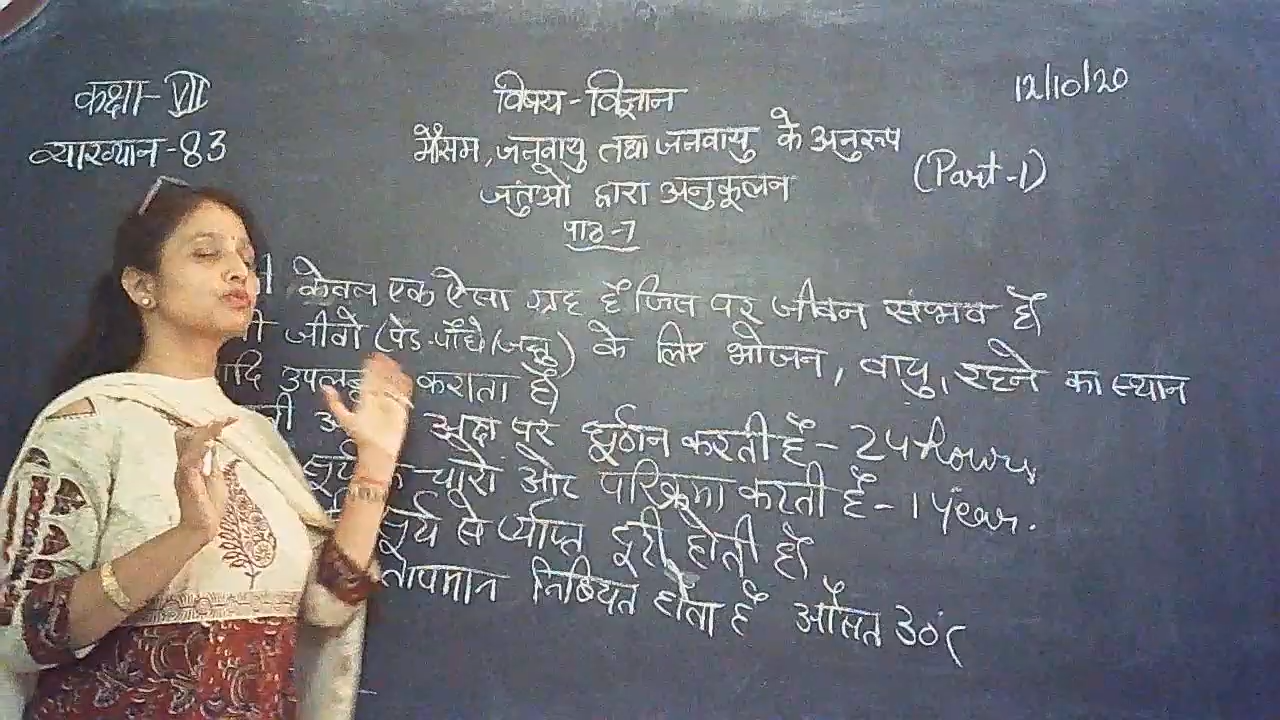 कक्षा-VII
व्याख्यान-83
विषय-विज्ञान
मौसम, जलवायु तथा जलवायु के अनुरूप
जतुंओं द्वारा अनुकूलन
पाठ-7
(Part-1)
12/10/20
केवल एक ऐसा ग्रह है जिस पर जीवन संभव है
जीवों (पेड़-पौधे/जन्तु) के लिए भोजन, वायु, रहने का स्थान
उपलब्ध कराता है
अक्ष पर घूर्णन करती है - 24 hours
सूर्य के चारों ओर परिक्रमा करती है - 1 year.
सूर्य से पर्याप्त दूरी होती है
तापमान निश्चित होता है औसत 30°C